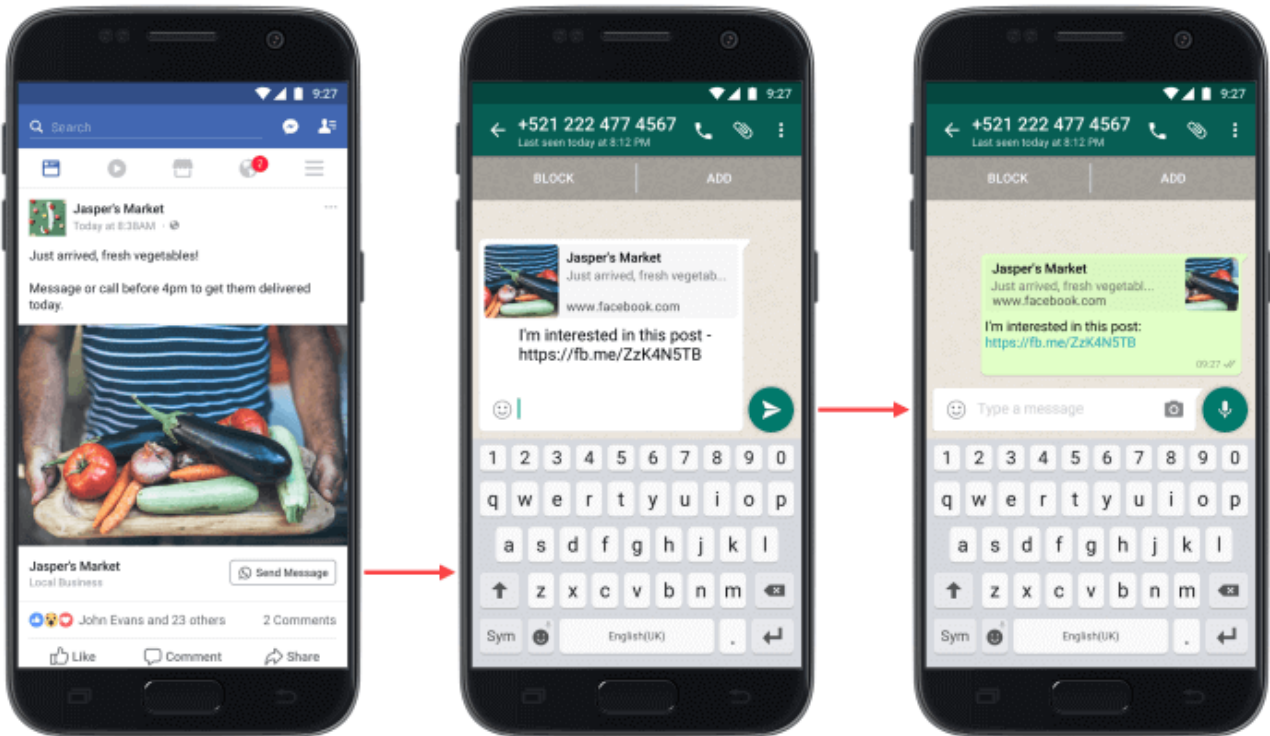 9:27
Search
2
Jasper's Market
Today at 8:38AM ·
Just arrived, fresh vegetables!
Message or call before 4pm to get them delivered
today.
Jasper's Market
Local Business
Send Message
John Evans and 23 others 2 Comments
Like Comment Share
9:27
+521 222 477 4567
Last seen today at 8:12 PM
BLOCK ADD
Jasper's Market
Just arrived, fresh vegetab...
www.facebook.com
I'm interested in this post -
https://fb.me/ZzK4N5TB
1 2 3 4 5 6 7 8 9 0
q w e r t y u i o p
a s d f g h j k l
z x c v b n m
Sym English(UK) .
9:27
+521 222 477 4567
Last seen today at 8:12 PM
BLOCK ADD
Jasper's Market
Just arrived, fresh vegetabl...
www.facebook.com
I'm interested in this post:
https://fb.me/ZzK4N5TB
09:27
Type a message
1 2 3 4 5 6 7 8 9 0
q w e r t y u i o p
a s d f g h j k l
z x c v b n m
Sym English(UK) .